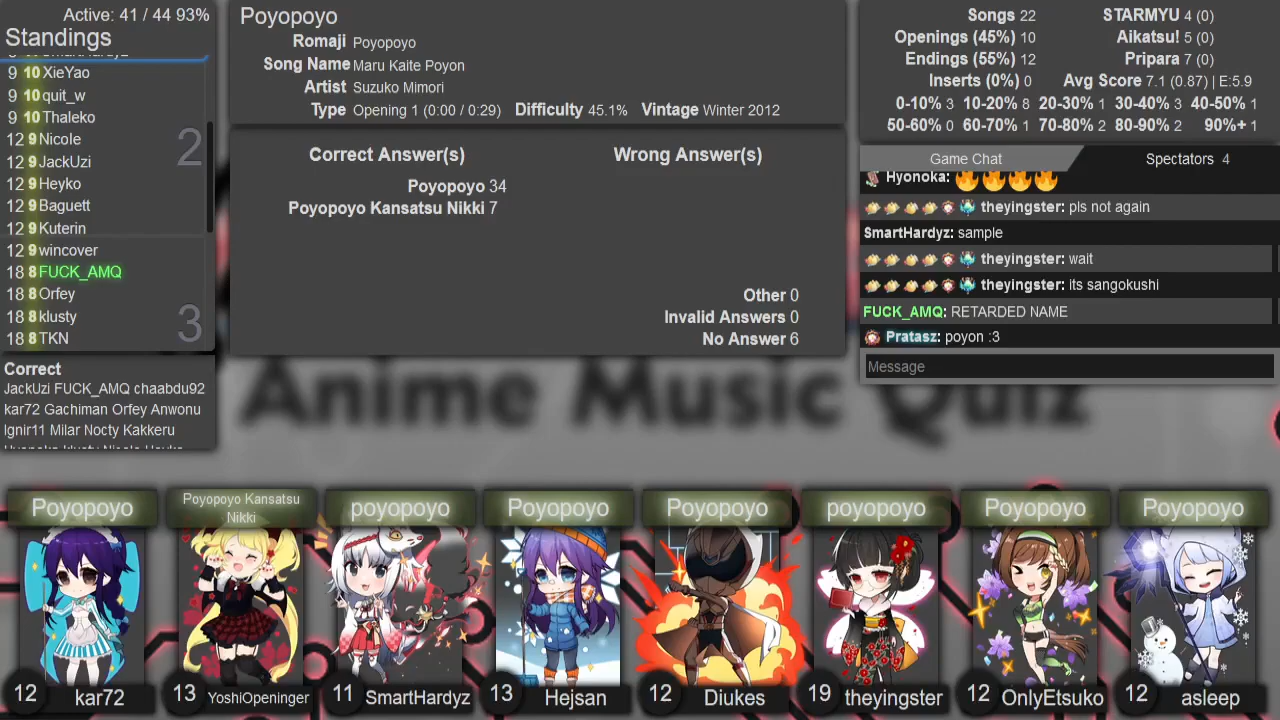 Active: 41 / 44 93%
Standings
9 10 XieYao
9 10 quit_w
9 10 Thaleko
12 9 Nicole
2
12 9 JackUzi
12 9 Heyko
12 9 Baguett
12 9 Kuterin
12 9 wincover
18 8 FUCK_AMQ
18 8 Orfey
18 8 klusty
3
18 8 TKN
Correct
JackUzi FUCK_AMQ chaabdu92
kar72 Gachiman Orfey Anwonu
Ignir11 Milar Nocty Kakkeru
Poyopoyo
Romaji Poyopoyo
Song Name Maru Kaite Poyon
Artist Suzuko Mimori
Type Opening 1 (0:00 / 0:29) Difficulty 45.1% Vintage Winter 2012
Correct Answer(s) Wrong Answer(s)
Poyopoyo 34
Poyopoyo Kansatsu Nikki 7
Other 0
Invalid Answers 0
No Answer 6
Songs 22 STARMYU 4 (0)
Openings (45%) 10 Aikatsu! 5 (0)
Endings (55%) 12 Pripara 7 (0)
Inserts (0%) 0 Avg Score 7.1 (0.87) | E:5.9
0-10% 3 10-20% 8 20-30% 1 30-40% 3 40-50% 1
50-60% 0 60-70% 1 70-80% 2 80-90% 2 90%+ 1
Game Chat Spectators 4
Hyonoka:
theyingster: pls not again
SmartHardyz: sample
theyingster: wait
theyingster: its sangokushi
FUCK_AMQ: RETARDED NAME
Pratasz: poyon :3
Message
Anime Music Quiz
Poyopoyo
Poyopoyo Kansatsu
Nikki
poyopoyo
Poyopoyo
Poyopoyo
poyopoyo
Poyopoyo
Poyopoyo
12 kar72
13 YoshiOpeninger
11 SmartHardyz
13 Hejsan
12 Diukes
19 theyingster
12 OnlyEtsuko
12 asleep